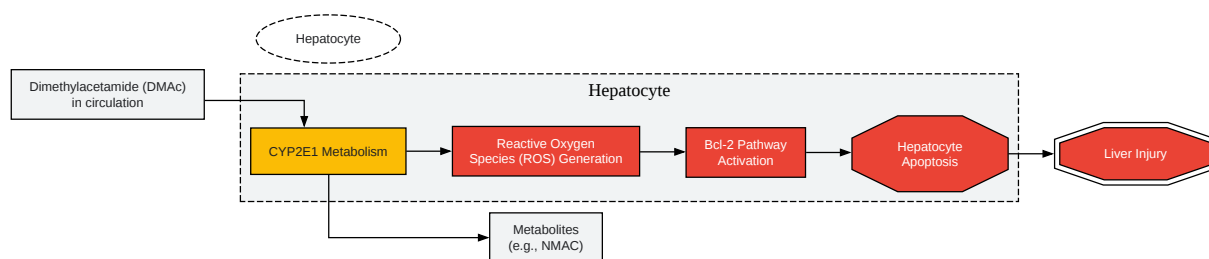 Hepatocyte
Dimethylacetamide (DMAc)
in circulation
Hepatocyte
CYP2E1 Metabolism
Reactive Oxygen
Species (ROS) Generation
Bcl-2 Pathway
Activation
Hepatocyte
Apoptosis
Liver Injury
Metabolites
(e.g., NMAC)